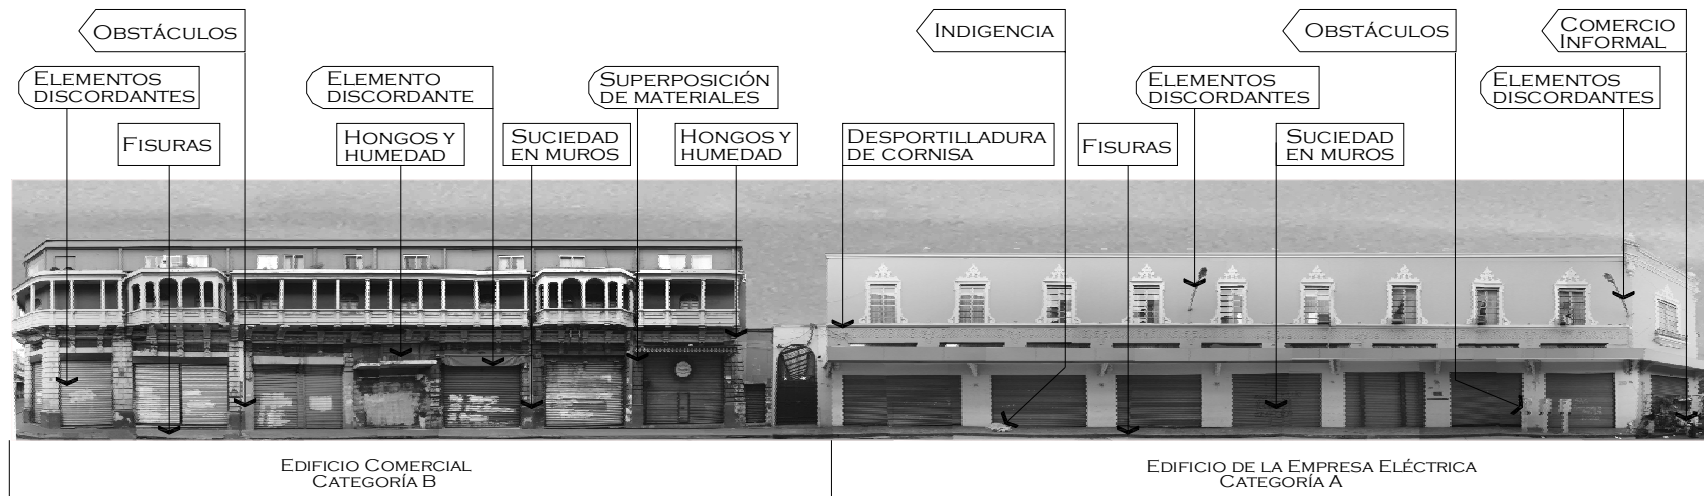 OBSTÁCULOS
INDIGENCIA
OBSTÁCULOS
COMERCIO
INFORMAL
ELEMENTOS
DISCORDANTES
ELEMENTO
DISCORDANTE
SUPERPOSICIÓN
DE MATERIALES
ELEMENTOS
DISCORDANTES
ELEMENTOS
DISCORDANTES
FISURAS
HONGOS Y
HUMEDAD
SUCIEDAD
EN MUROS
HONGOS Y
HUMEDAD
DESPORTILLADURA
DE CORNISA
FISURAS
SUCIEDAD
EN MUROS
EDIFICIO COMERCIAL
CATEGORÍA B
EDIFICIO DE LA EMPRESA ELÉCTRICA
CATEGORÍA A